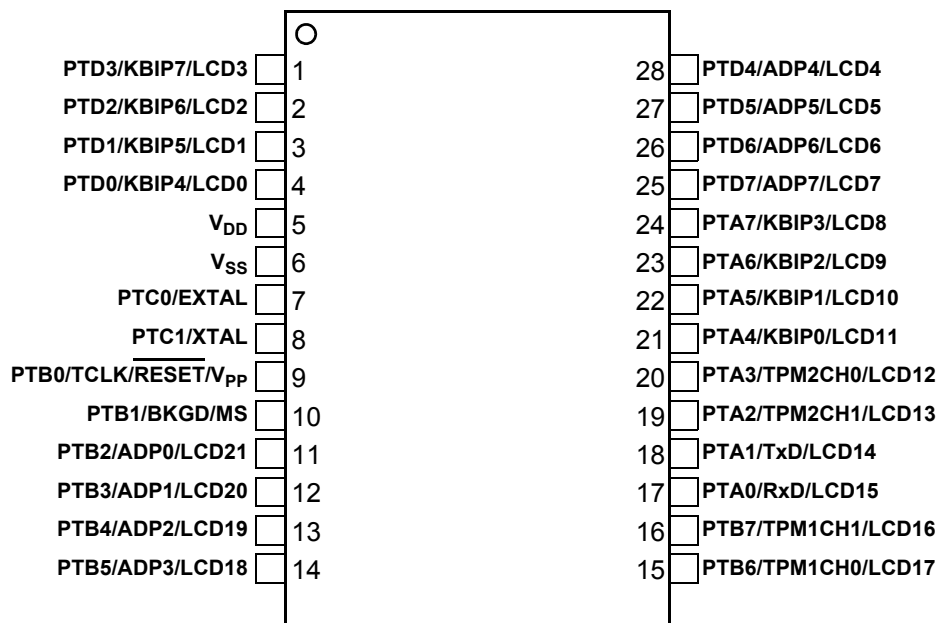 PTD3/KBIP7/LCD3 1 28 PTD4/ADP4/LCD4
PTD2/KBIP6/LCD2 2 27 PTD5/ADP5/LCD5
PTD1/KBIP5/LCD1 3 26 PTD6/ADP6/LCD6
PTD0/KBIP4/LCD0 4 25 PTD7/ADP7/LCD7
VDD 5 24 PTA7/KBIP3/LCD8
VSS 6 23 PTA6/KBIP2/LCD9
PTC0/EXTAL 7 22 PTA5/KBIP1/LCD10
PTC1/XTAL 8 21 PTA4/KBIP0/LCD11
PTB0/TCLK/RESET/VPP 9 20 PTA3/TPM2CH0/LCD12
PTB1/BKGD/MS 10 19 PTA2/TPM2CH1/LCD13
PTB2/ADP0/LCD21 11 18 PTA1/TxD/LCD14
PTB3/ADP1/LCD20 12 17 PTA0/RxD/LCD15
PTB4/ADP2/LCD19 13 16 PTB7/TPM1CH1/LCD16
PTB5/ADP3/LCD18 14 15 PTB6/TPM1CH0/LCD17